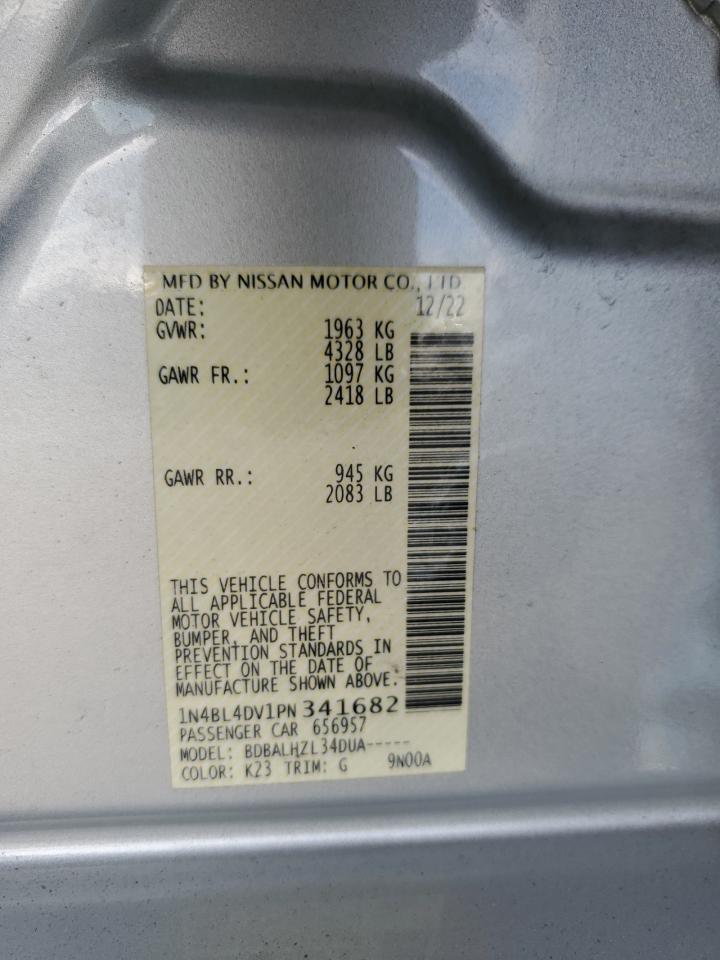 MFD BY NISSAN MOTOR CO., LTD
DATE: 12/22
GVWR: 1963 KG
4328 LB
GAWR FR.: 1097 KG
2418 LB
GAWR RR.: 945 KG
2083 LB
THIS VEHICLE CONFORMS TO
ALL APPLICABLE FEDERAL
MOTOR VEHICLE SAFETY,
BUMPER, AND THEFT
PREVENTION STANDARDS IN
EFFECT ON THE DATE OF
MANUFACTURE SHOWN ABOVE.
1N4BL4DV1PN341682
PASSENGER CAR 656957
MODEL: BDBALHZL34DUA-----
COLOR: K23 TRIM: G 9N00A